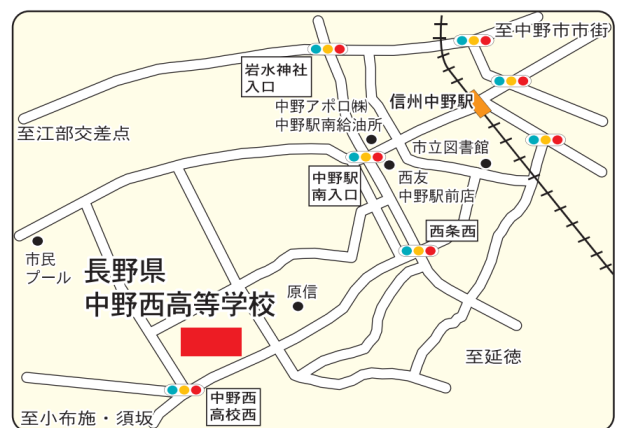 至中野市市街
岩水神社
入口
中野アポロ㈱
中野駅南給油所
信州中野駅
至江部交差点
市立図書館
中野駅
南入口
西友
中野駅前店
西条西
市民
プール
長野県
中野西高等学校
原信
至延徳
中野西
高校西
至小布施・須坂